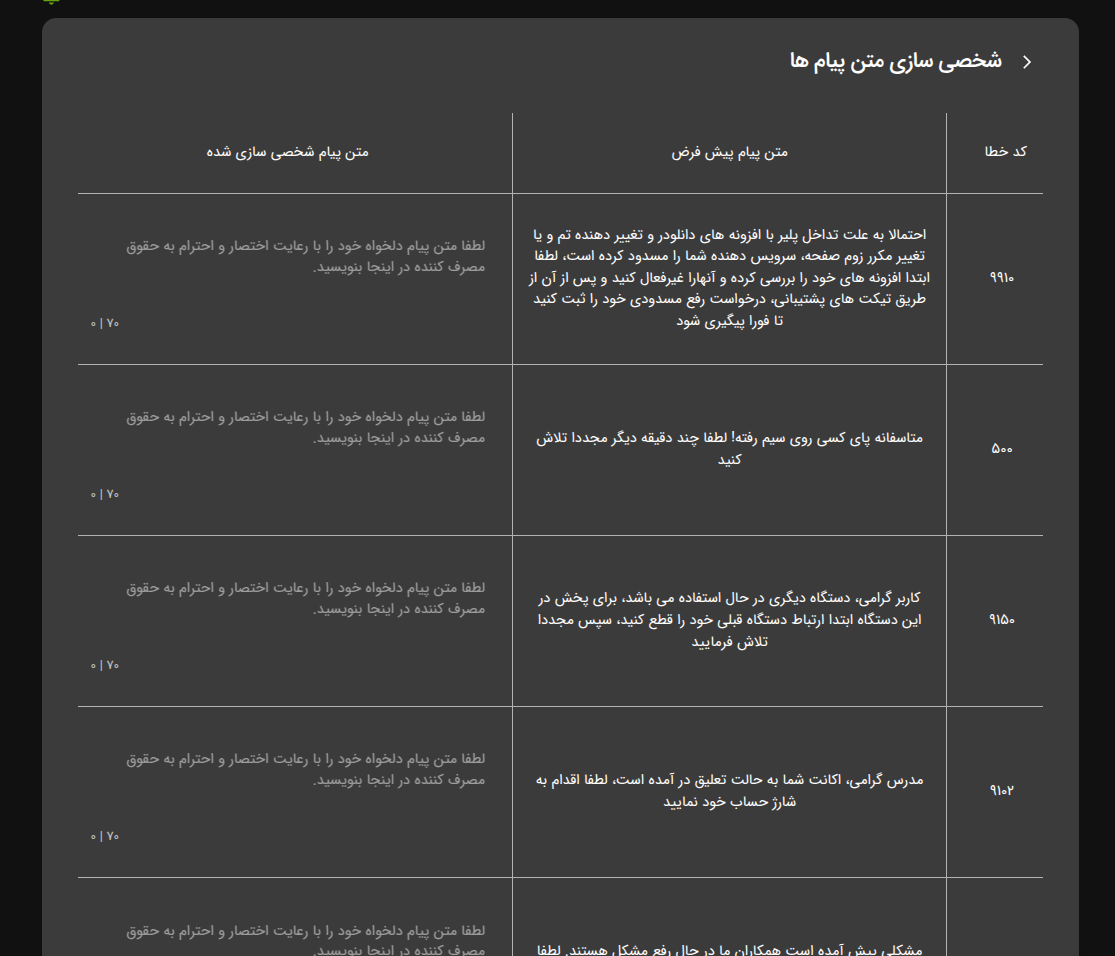 شخصی سازی متن پیام ها
کد خطا
متن پیام پیش فرض
متن پیام شخصی سازی شده
۹۹۱۰
احتمالا به علت تداخل پلیر با افزونه های دانلودر و تغییر دهنده تم و یا
تغییر مکرر زوم صفحه، سرویس دهنده شما را مسدود کرده است، لطفا
ابتدا افزونه های خود را بررسی کرده و آنهارا غیرفعال کنید و پس از آن از
طریق تیکت های پشتیبانی، درخواست رفع مسدودی خود را ثبت کنید
تا فورا پیگیری شود
لطفا متن پیام دلخواه خود را با رعایت اختصار و احترام به حقوق
مصرف کننده در اینجا بنویسید.
۰ | ۷۰
۵۰۰
متاسفانه پای کسی روی سیم رفته! لطفا چند دقیقه دیگر مجددا تلاش
کنید
لطفا متن پیام دلخواه خود را با رعایت اختصار و احترام به حقوق
مصرف کننده در اینجا بنویسید.
۰ | ۷۰
۹۱۵۰
کاربر گرامی، دستگاه دیگری در حال استفاده می باشد، برای پخش در
این دستگاه ابتدا ارتباط دستگاه قبلی خود را قطع کنید، سپس مجددا
تلاش فرمایید
لطفا متن پیام دلخواه خود را با رعایت اختصار و احترام به حقوق
مصرف کننده در اینجا بنویسید.
۰ | ۷۰
۹۱۰۲
مدرس گرامی، اکانت شما به حالت تعلیق در آمده است، لطفا اقدام به
شارژ حساب خود نمایید
لطفا متن پیام دلخواه خود را با رعایت اختصار و احترام به حقوق
مصرف کننده در اینجا بنویسید.
۰ | ۷۰
مشکلی پیش آمده است همکاران ما در حال رفع مشکل هستند. لطفا
لطفا متن پیام دلخواه خود را با رعایت اختصار و احترام به حقوق
مصرف کننده در اینجا بنویسید.